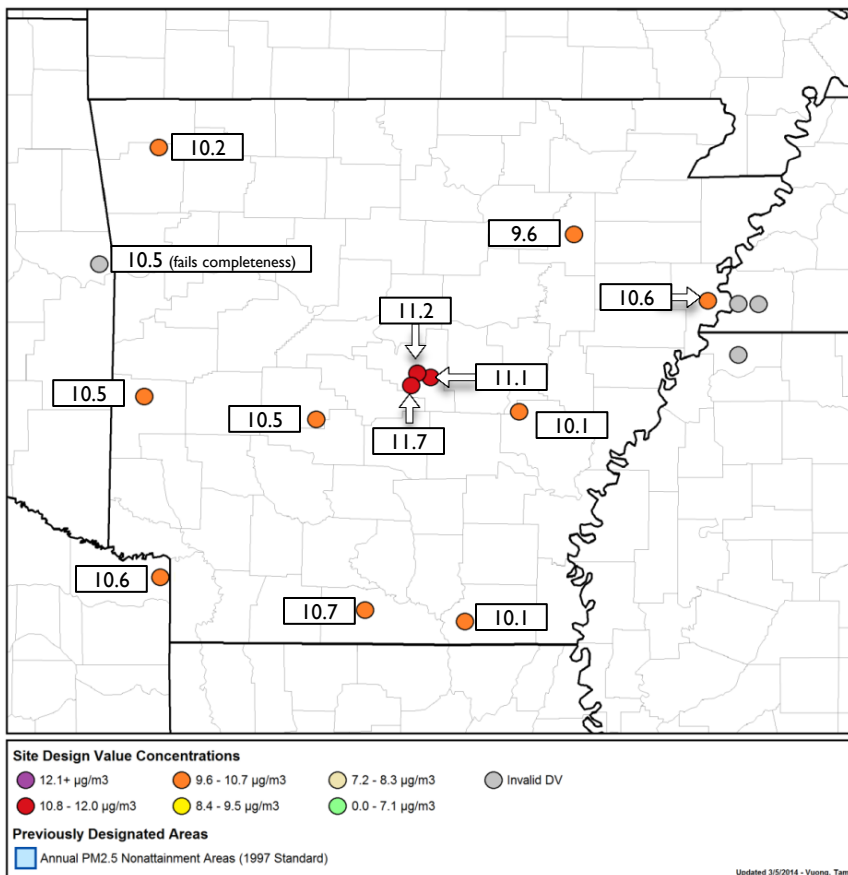 10.2
9.6
10.5 (fails completeness)
10.6
11.2
11.1
10.5
10.5
10.1
11.7
10.6
10.7
10.1
Site Design Value Concentrations
12.1+ µg/m3
9.6 - 10.7 µg/m3
7.2 - 8.3 µg/m3
Invalid DV
10.8 - 12.0 µg/m3
8.4 - 9.5 µg/m3
0.0 - 7.1 µg/m3
Previously Designated Areas
Annual PM2.5 Nonattainment Areas (1997 Standard)
Updated 3/5/2014 - Vuong, Tam